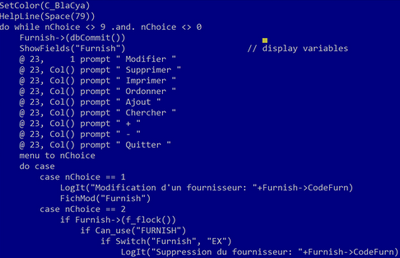 SetColor(C_BlaCya)
HelpLine(Space(79))
do while nChoice <> 9 .and. nChoice <> 0
Furnish->(dbCommit())
ShowFields("Furnish") // display variables
@ 23, 1 prompt " Modifier "
@ 23, Col() prompt " Supprimer "
@ 23, Col() prompt " Imprimer "
@ 23, Col() prompt " Ordonner "
@ 23, Col() prompt " Ajout "
@ 23, Col() prompt " Chercher "
@ 23, Col() prompt " + "
@ 23, Col() prompt " - "
@ 23, Col() prompt " Quitter "
menu to nChoice
do case
case nChoice == 1
LogIt("Modification d'un fournisseur: "+Furnish->CodeFurn)
FichMod("Furnish")
case nChoice == 2
if Furnish->(f_flock())
if Can_use("FURNISH")
if Switch("Furnish", "EX")
LogIt("Suppression du fournisseur: "+Furnish->CodeFurn)